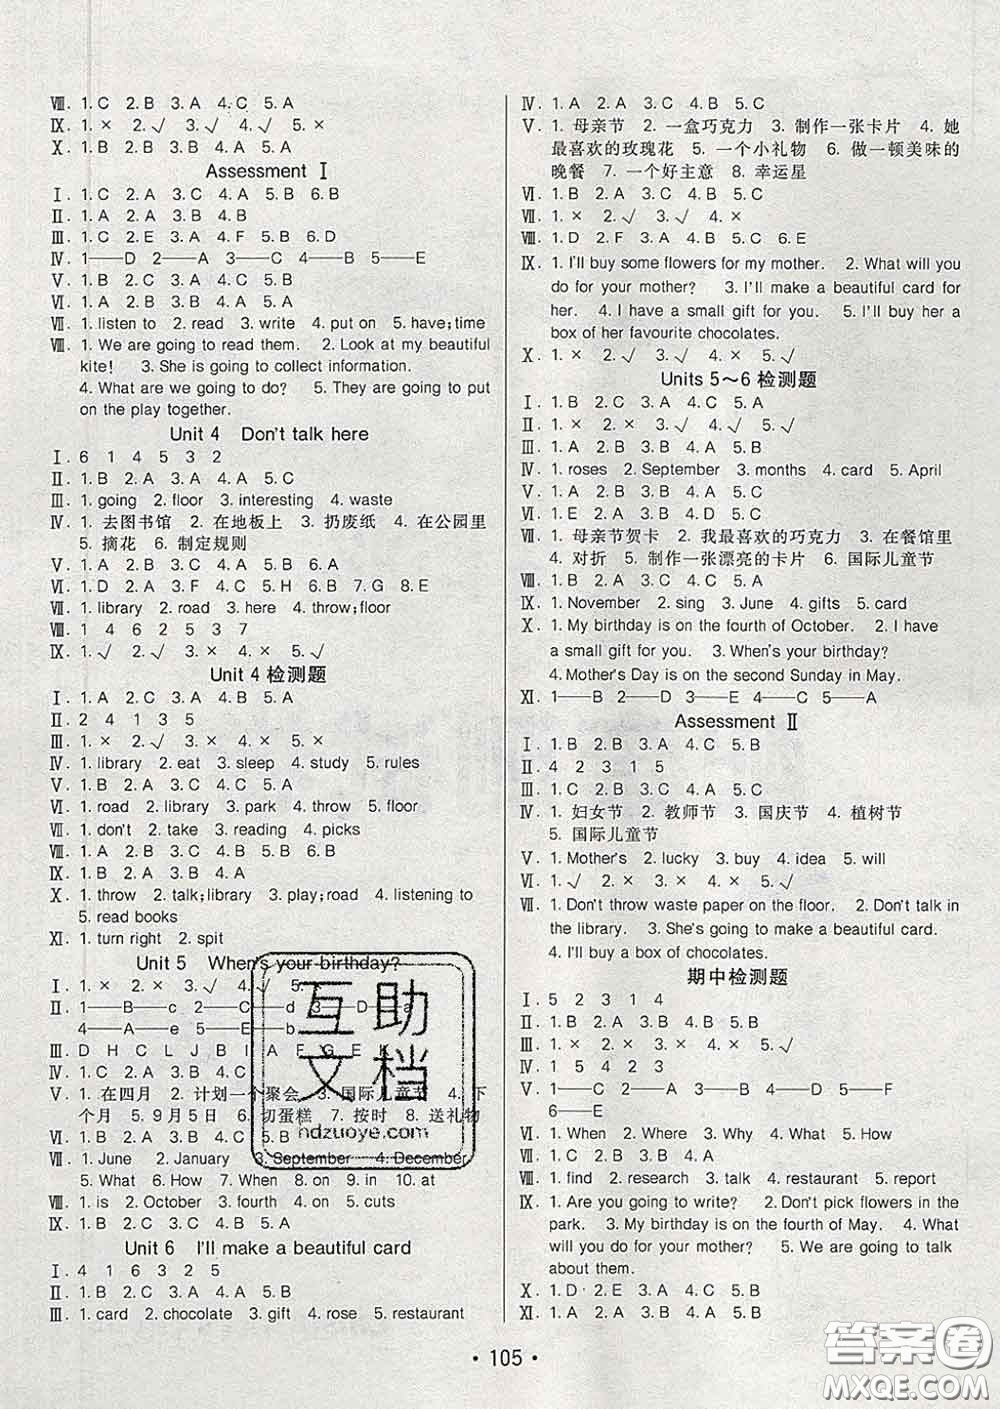 Ⅷ. 1. C 2. B 3. A 4. C 5. A
Ⅸ. 1. × 2. √ 3. √ 4. √ 5. ×
Ⅹ. 1. B 2. B 3. A 4. B 5. A
Assessment Ⅰ
Ⅰ. 1. C 2. A 3. C 4. A 5. B 6. B
Ⅱ. 1. A 2. A 3. B 4. B
Ⅲ. 1. C 2. E 3. A 4. F 5. B 6. D
Ⅳ. 1——D 2——A 3——C 4——B 5——E
Ⅴ. 1. B 2. C 3. A 4. B 5. A
Ⅵ. 1. A 2. A 3. B 4. A 5. A
Ⅶ. 1. listen to 2. read 3. write 4. put on 5. have; time
Ⅷ. 1. We are going to read them. 2. Look at my beautiful
kite! 3. She is going to collect information.
4. What are we going to do? 5. They are going to put
on the play together.
Unit 4 Don't talk here
Ⅰ. 6 1 4 5 3 2
Ⅱ. 1. B 2. A 3. A 4. A 5. C
Ⅲ. 1. going 2. floor 3. interesting 4. waste
Ⅳ. 1. 去图书馆 2. 在地板上 3. 扔废纸 4. 在公园里
5. 摘花 6. 制定规则
Ⅴ. 1. A 2. B 3. A 4. B 5. A
Ⅵ. 1. D 2. A 3. F 4. C 5. H 6. B 7. G 8. E
Ⅶ. 1. library 2. road 3. here 4. throw; floor
Ⅷ. 1 4 6 2 5 3 7
Ⅸ. 1. √ 2. √ 3. × 4. × 5. √
Unit 4 检测题
Ⅰ. 1. A 2. C 3. A 4. B 5. A
Ⅱ. 2 4 1 3 5
Ⅲ. 1. × 2. √ 3. × 4. × 5. √
Ⅳ. 1. library 2. eat 3. sleep 4. study 5. rules
Ⅴ. 1. B 2. A 3. C 4. B 5. C
Ⅵ. 1. road 2. library 3. park 4. throw 5. floor
Ⅶ. 1. don't 2. take 3. reading 4. picks
Ⅷ. 1. A 2. B 3. B 4. A 5. B
Ⅸ. 1. B 2. A 3. B 4. A
Ⅹ. 1. throw 2. talk; library 3. play; road 4. listening to
5. read books
Ⅺ. 1. turn right 2. spit
Unit 5 When's your birthday?
Ⅰ. 1. × 2. × 3. √ 4. √ 5.
Ⅱ. 1——B——c 2——C——d 3——D——a
4——A——e 5——E——b
Ⅲ. D H C L J B I A F G E K
Ⅳ. 1. A 2. B 3. C 4. B 5. A
Ⅴ. 1. 在四月 2. 计划一个聚会 3. 国际儿童节 4. 下
个月 5. 9月5日 6. 切蛋糕 7. 按时 8. 送礼物
Ⅵ. 1. B 2. A 3. A 4. C 5. B
Ⅶ. 1. June 2. January 3. September 4. December
5. What 6. How 7. When 8. on 9. in 10. at
Ⅷ. 1. is 2. October 3. fourth 4. on 5. cuts
Ⅸ. 1. C 2. B 3. A 4. C 5. A
Unit 6 I'll make a beautiful card
Ⅰ. 4 1 6 3 2 5
Ⅱ. 1. B 2. C 3. A 4. A 5. B
Ⅲ. 1. card 2. chocolate 3. gift 4. rose 5. restaurant
Ⅳ. 1. A 2. A 3. C 4. B 5. C
Ⅴ. 1. 母亲节 2. 一盒巧克力 3. 制作一张卡片 4. 她
最喜欢的玫瑰花 5. 一个小礼物 6. 做一顿美味的
晚餐 7. 一个好主意 8. 幸运星
Ⅵ. 1. B 2. A 3. B 4. C 5. C
Ⅶ. 1. × 2. √ 3. √ 4. ×
Ⅷ. 1. D 2. F 3. B 4. A 5. C 6. E
Ⅸ. 1. I'll buy some flowers for my mother. 2. What will you
do for your mother? 3. I'll make a beautiful card for
her. 4. I have a small gift for you. 5. I'll buy her a
box of her favourite chocolates.
Ⅹ. 1. × 2. √ 3. × 4. × 5. √
Units 5～6 检测题
Ⅰ. 1. B 2. C 3. B 4. C 5. A
Ⅱ. 1. × 2. × 3. √ 4. √ 5. √
Ⅲ. 1. A 2. B 3. A 4. A 5. B
Ⅳ. 1. roses 2. September 3. months 4. card 5. April
Ⅴ. 1. A 2. B 3. C 4. C 5. B
Ⅵ. 1. E 2. A 3. B 4. C 5. D
Ⅶ. 1. 母亲节贺卡 2. 我最喜欢的巧克力 3. 在餐馆里
4. 对折 5. 制作一张漂亮的卡片 6. 国际儿童节
Ⅷ. 1. B 2. A 3. C 4. B 5. A
Ⅸ. 1. November 2. sing 3. June 4. gifts 5. card
Ⅹ. 1. My birthday is on the fourth of October. 2. I have
a small gift for you. 3. When's your birthday?
4. Mother's Day is on the second Sunday in May.
Ⅺ. 1——B 2——D 3——E 4——C 5——A
Assessment Ⅱ
Ⅰ. 1. B 2. B 3. A 4. C 5. B
Ⅱ. 4 2 3 1 5
Ⅲ. 1. C 2. B 3. A 4. C 5. A
Ⅳ. 1. 妇女节 2. 教师节 3. 国庆节 4. 植树节
5. 国际儿童节
Ⅴ. 1. Mother's 2. lucky 3. buy 4. idea 5. will
Ⅵ. 1. √ 2. × 3. × 4. × 5. √
Ⅶ. 1. Don't throw waste paper on the floor. 2. Don't talk in
the library. 3. She's going to make a beautiful card.
4. I'll buy a box of chocolates.
期中检测题
Ⅰ. 5 2 3 1 4
Ⅱ. 1. B 2. A 3. A 4. B 5. B
Ⅲ. 1. × 2. × 3. √ 4. × 5. √
Ⅳ. 1 5 4 2 3
Ⅴ. 1——C 2——A 3——B 4——D 5——F
6——E
Ⅵ. 1. When 2. Where 3. Why 4. What 5. How
Ⅶ. 1. B 2. A 3. B 4. C 5. A
Ⅷ. 1. find 2. research 3. talk 4. restaurant 5. report
Ⅸ. 1. Are you going to write? 2. Don't pick flowers in the
park. 3. My birthday is on the fourth of May. 4. What
will you do for your mother? 5. We are going to talk
about them.
Ⅹ. 1. D 2. E 3. A 4. C 5. B
Ⅺ. 1. A 2. A 3. B 4. A 5. B
· 105 ·
互助
文档
hdzuoye.com
答案圈
MXQE.COM